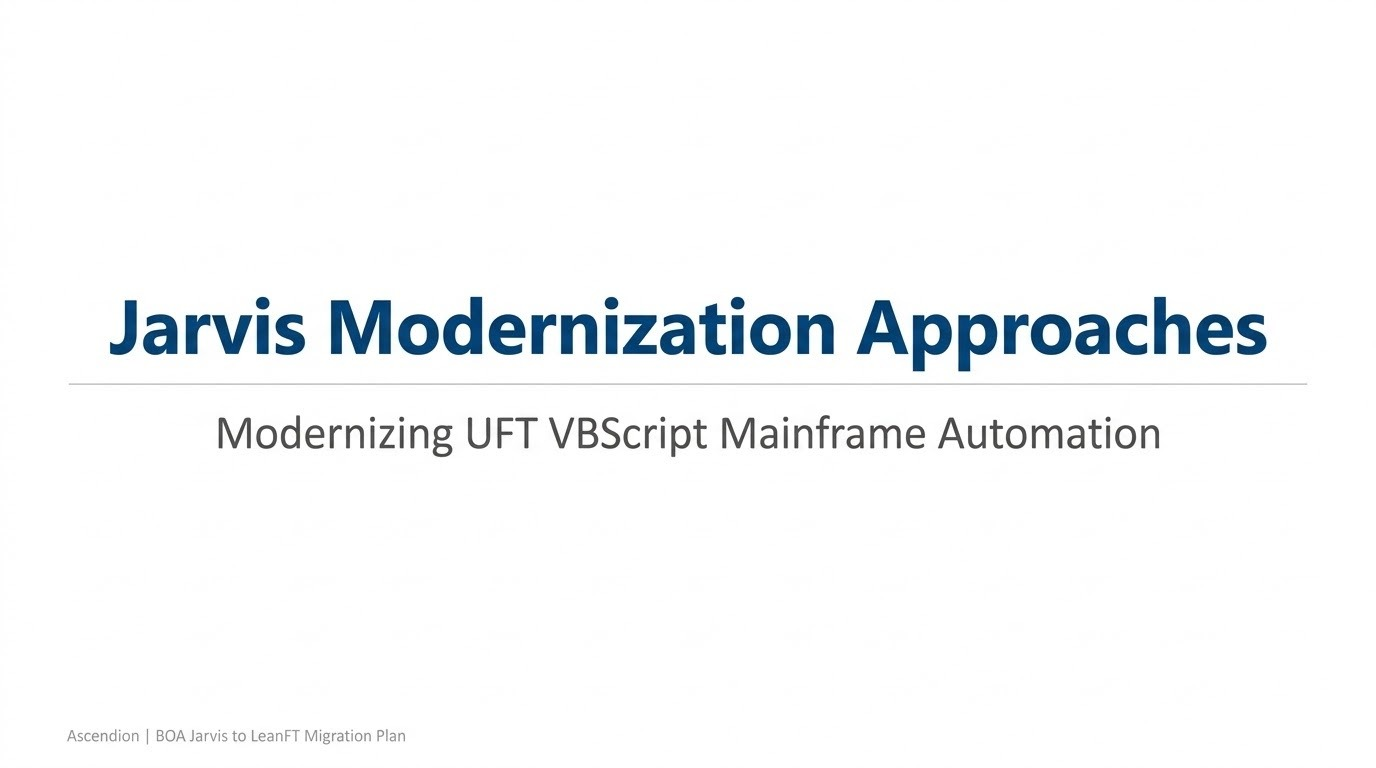 Jarvis Modernization Approaches
Modernizing UFT VBScript Mainframe Automation
Ascendion | BOA Jarvis to LeanFT Migration Plan